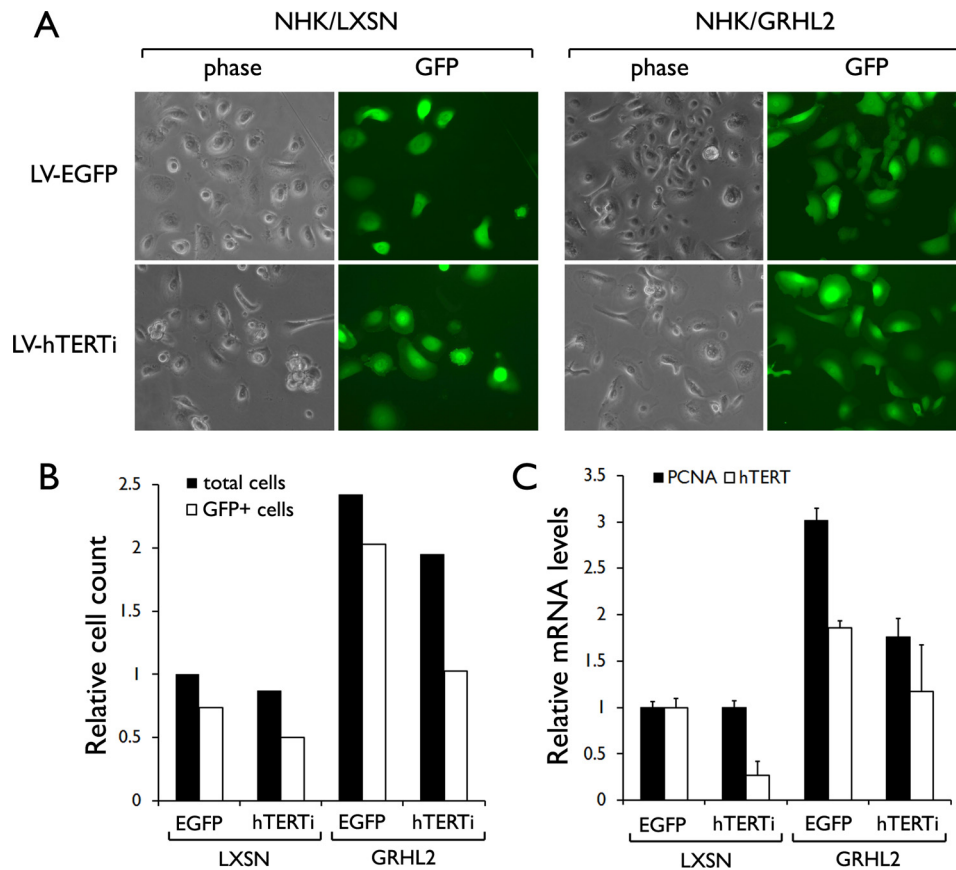 A
NHK/LXSN
NHK/GRHL2
phase
GFP
phase
GFP
LV-EGFP
LV-hTERTi
B
Relative cell count
total cells
GFP+ cells
2.5
2
1.5
1
0.5
0
EGFP
hTERTi
EGFP
hTERTi
LXSN
GRHL2
C
Relative mRNA levels
PCNA
hTERT
3.5
3
2.5
2
1.5
1
0.5
0
EGFP
hTERTi
EGFP
hTERTi
LXSN
GRHL2